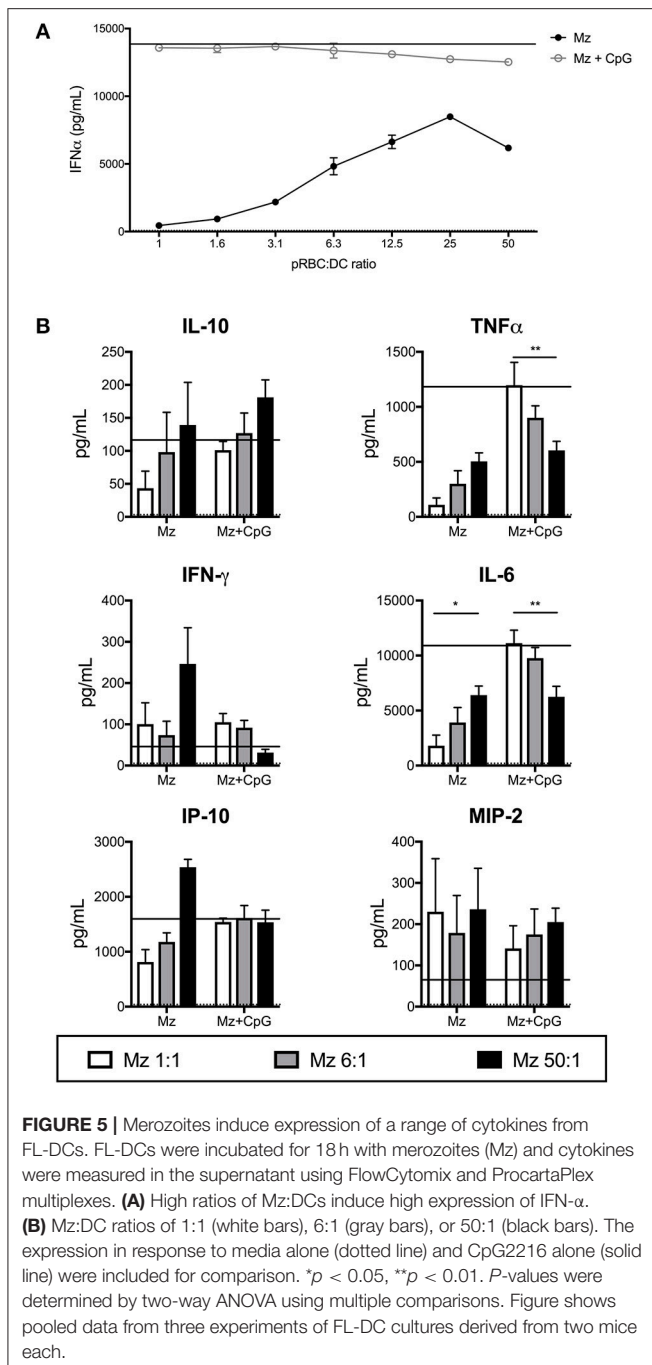 A
Mz
Mz + CpG
IFNα (pg/mL)
15000
10000
5000
0
1 1.6 3.1 6.3 12.5 25 50
pRBC:DC ratio
B
IL-10
pg/mL
250
200
150
100
50
0
Mz Mz+CpG
TNFα
pg/mL
1500
1000
500
0
**
Mz Mz+CpG
IFN-γ
pg/mL
400
300
200
100
0
Mz Mz+CpG
IL-6
pg/mL
15000
10000
5000
0
* **
Mz Mz+CpG
IP-10
pg/mL
3000
2000
1000
0
Mz Mz+CpG
MIP-2
pg/mL
400
300
200
100
0
Mz Mz+CpG
Mz 1:1 Mz 6:1 Mz 50:1
FIGURE 5 | Merozoites induce expression of a range of cytokines from
FL-DCs. FL-DCs were incubated for 18 h with merozoites (Mz) and cytokines
were measured in the supernatant using FlowCytomix and ProcartaPlex
multiplexes. (A) High ratios of Mz:DCs induce high expression of IFN-α.
(B) Mz:DC ratios of 1:1 (white bars), 6:1 (gray bars), or 50:1 (black bars). The
expression in response to media alone (dotted line) and CpG2216 alone (solid
line) were included for comparison. *p < 0.05, **p < 0.01. P-values were
determined by two-way ANOVA using multiple comparisons. Figure shows
pooled data from three experiments of FL-DC cultures derived from two mice
each.